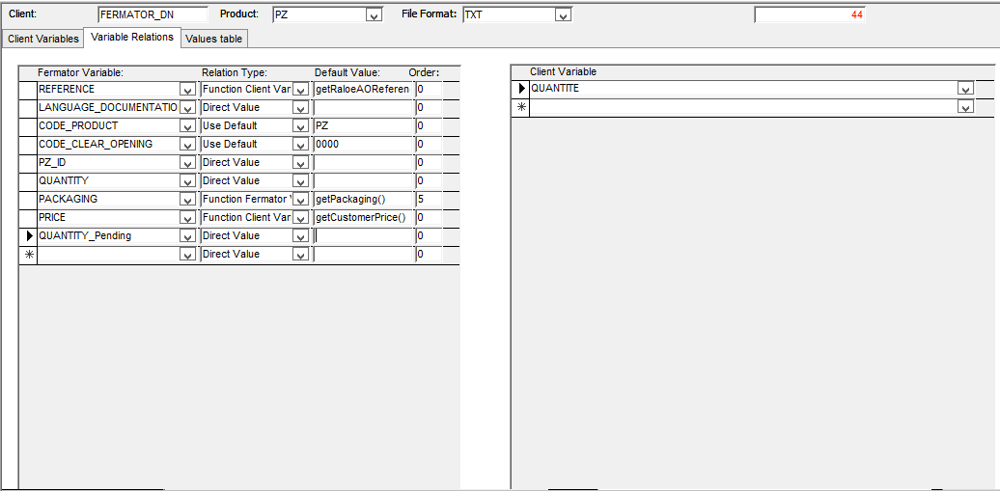 Client: FERMATOR_DN Product: PZ File Format: TXT 44
Client Variables Variable Relations Values table
Fermator Variable: Relation Type: Default Value: Order:
REFERENCE Function Client Var getRaloeAOReferen 0
LANGUAGE_DOCUMENTATIO Direct Value 0
CODE_PRODUCT Use Default PZ 0
CODE_CLEAR_OPENING Use Default 0000 0
PZ_ID Direct Value 0
QUANTITY Direct Value 0
PACKAGING Function Fermator getPackaging() 5
PRICE Function Client Var getCustomerPrice() 0
QUANTITY_Pending Direct Value 0
Direct Value 0
Client Variable
QUANTITE